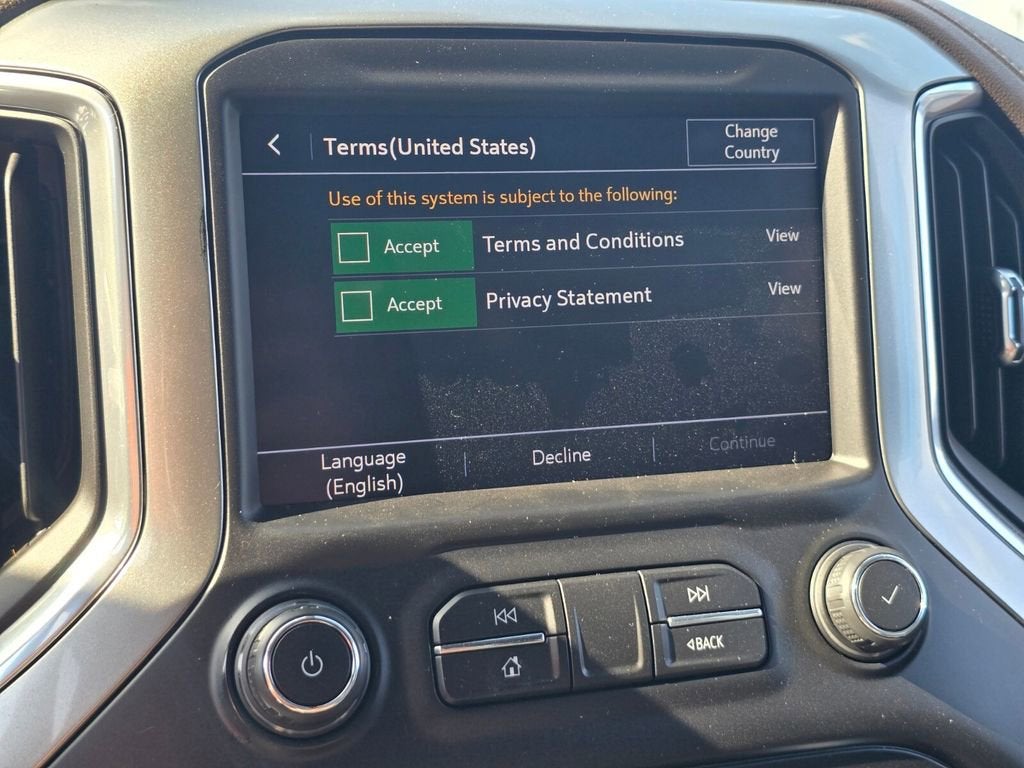 Terms(United States)
Change
Country
Use of this system is subject to the following:
Accept Terms and Conditions View
Accept Privacy Statement View
Language
(English)
Decline
Continue
BACK